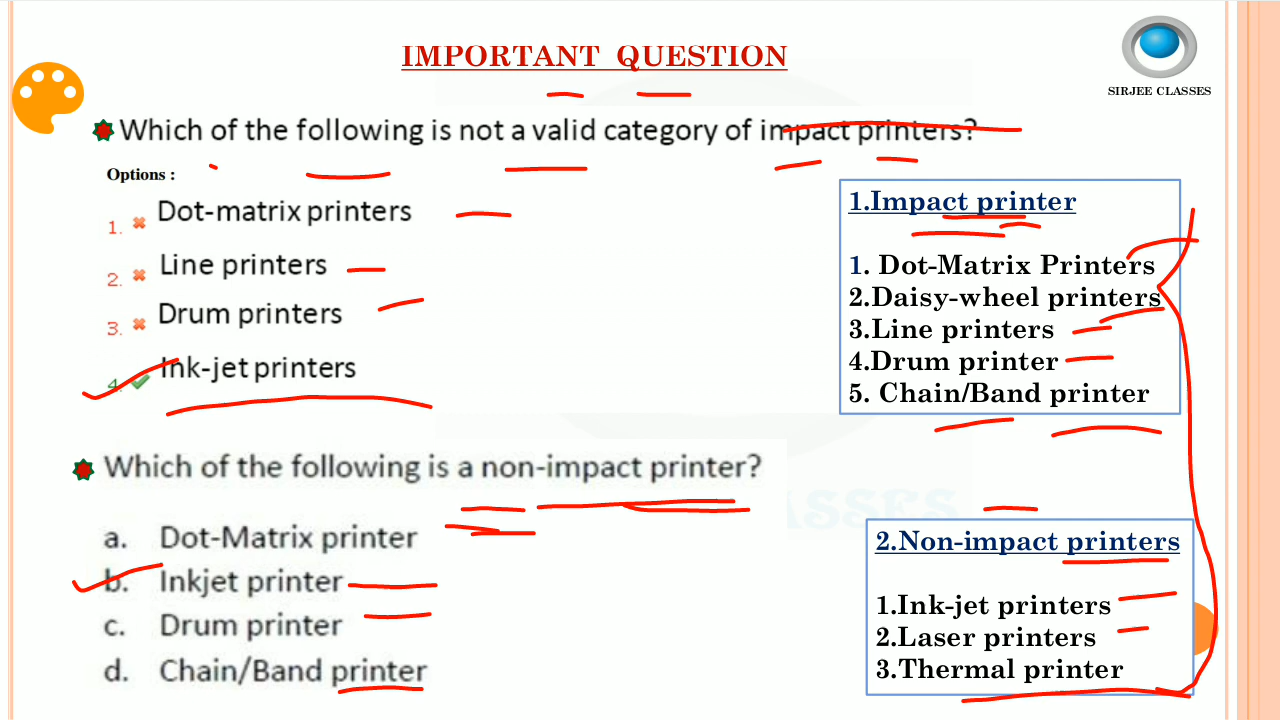 IMPORTANT QUESTION
SIRJEE CLASSES
Which of the following is not a valid category of impact printers?
Options :
1. Dot-matrix printers
2. Line printers
3. Drum printers
4. Ink-jet printers
1.Impact printer
1. Dot-Matrix Printers
2.Daisy-wheel printers
3.Line printers
4.Drum printer
5. Chain/Band printer
Which of the following is a non-impact printer?
a. Dot-Matrix printer
b. Inkjet printer
c. Drum printer
d. Chain/Band printer
2.Non-impact printers
1.Ink-jet printers
2.Laser printers
3.Thermal printer